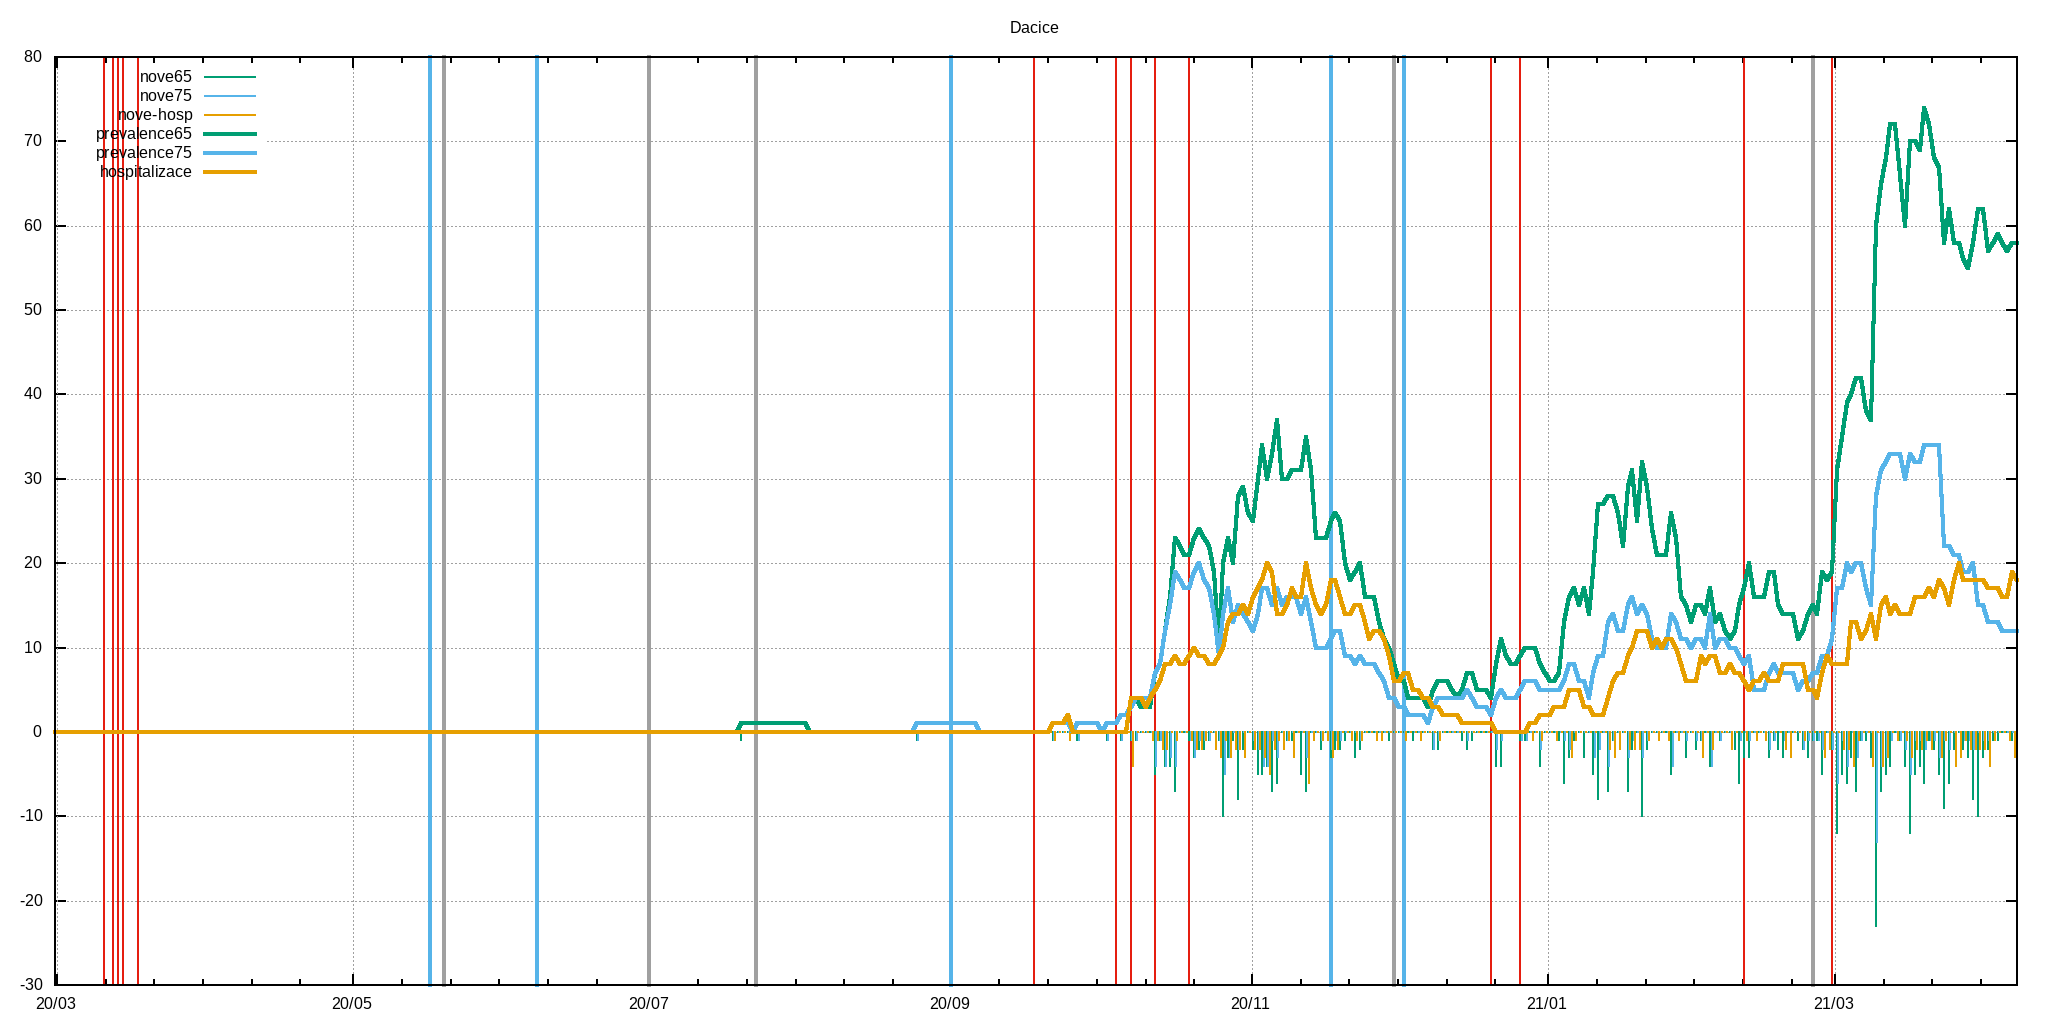 Dacice
80
70
60
50
40
30
20
10
0
-10
-20
-30
nove65
nove75
nove-hosp
prevalence65
prevalence75
hospitalizace
20/03 20/05 20/07 20/09 20/11 21/01 21/03